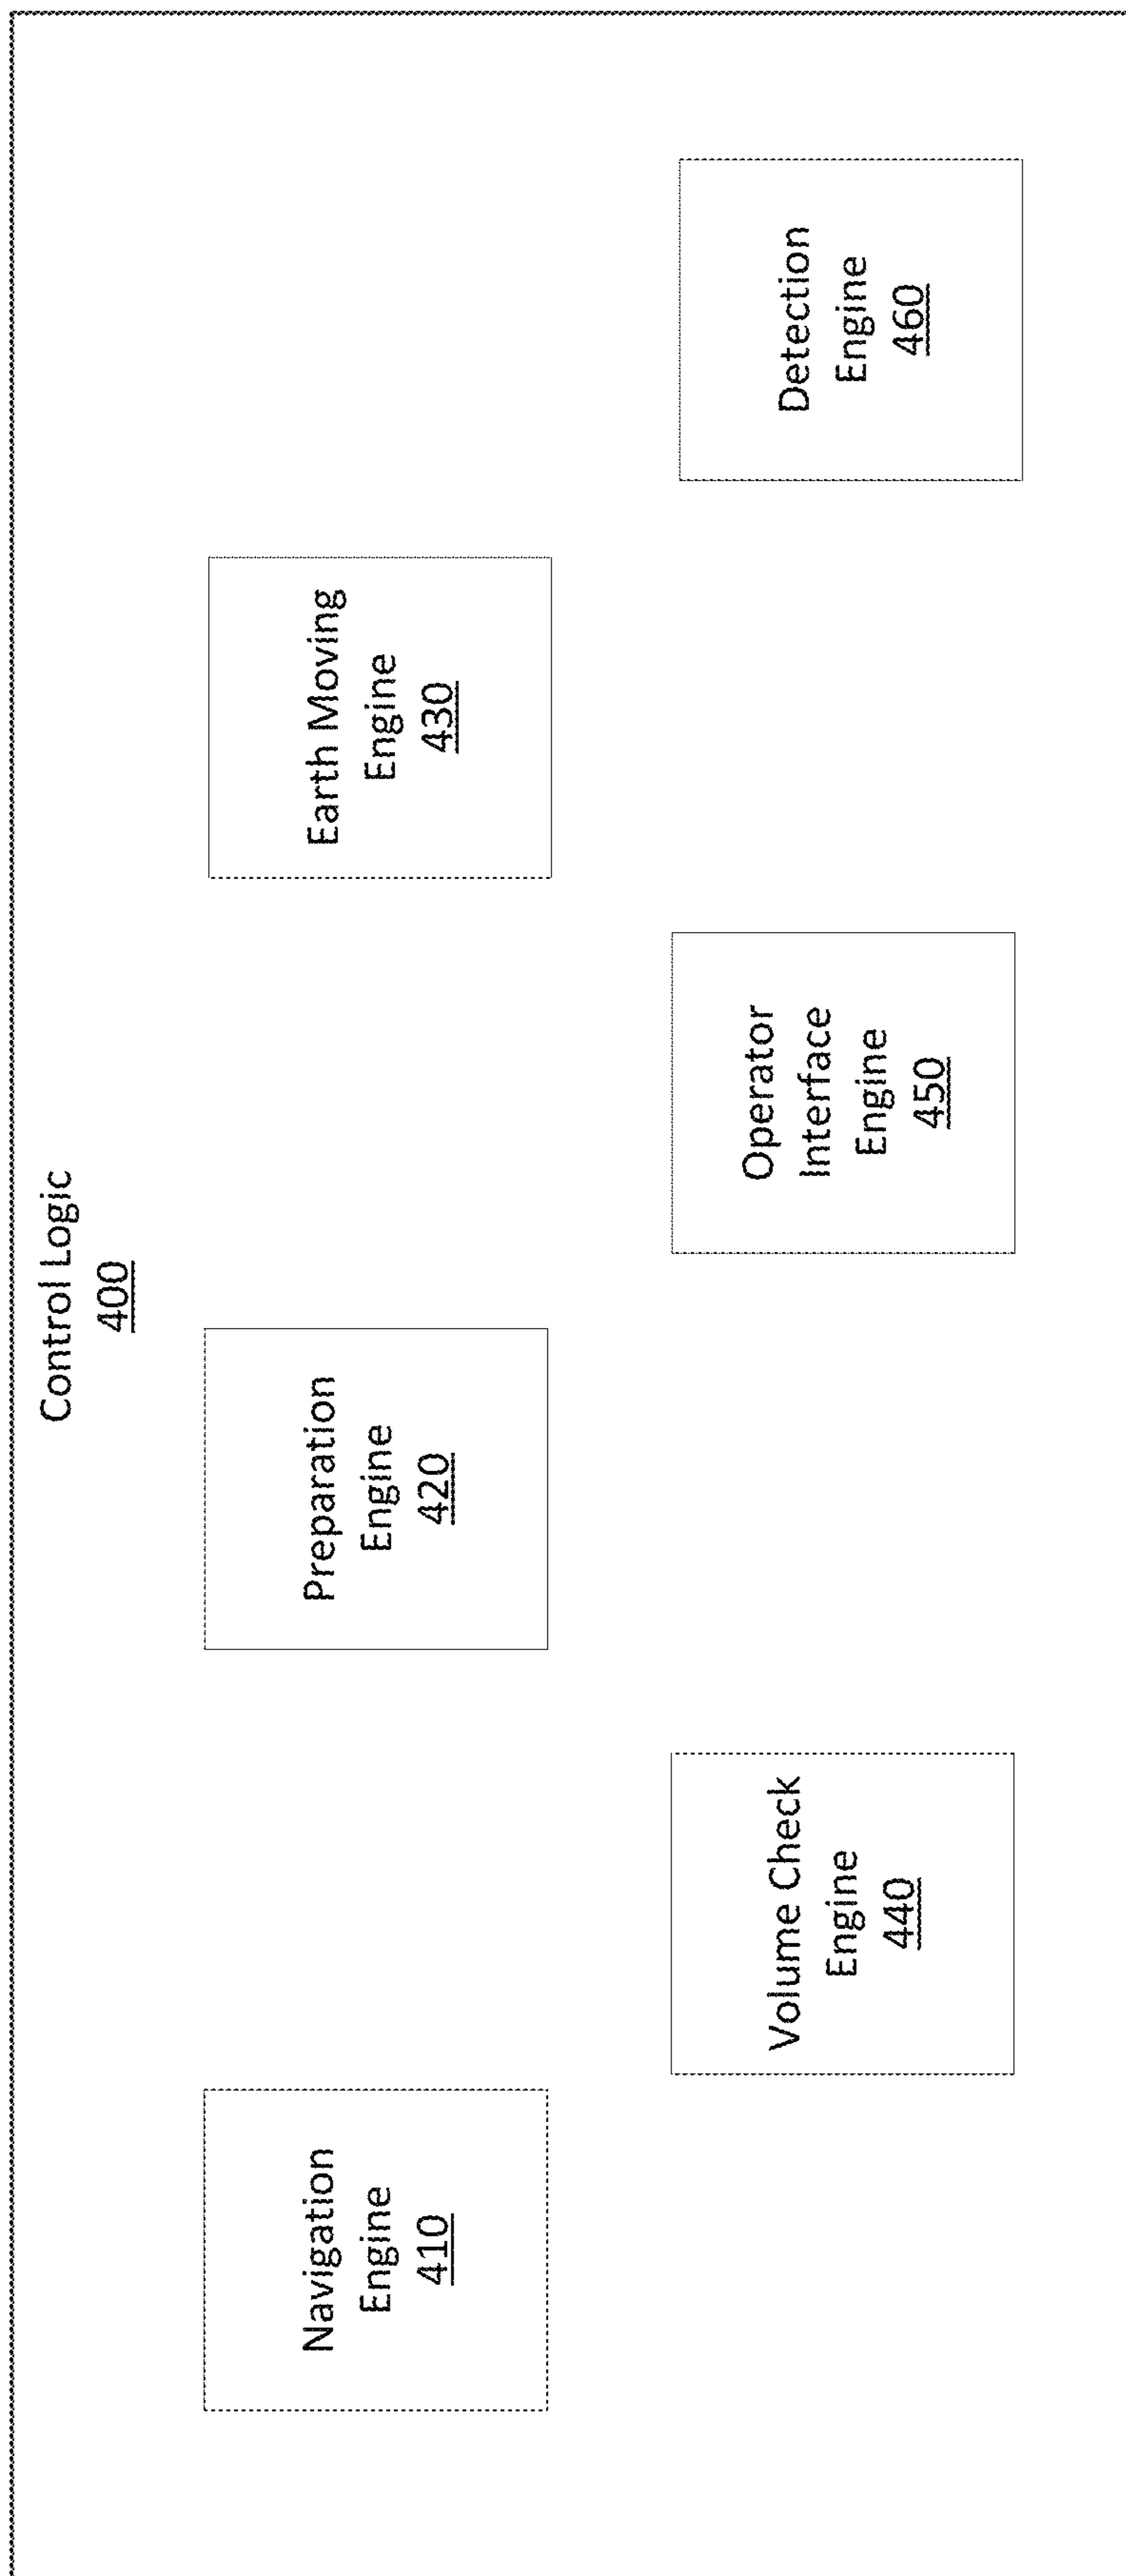 Control Logic
400
Navigation
Engine
410
Preparation
Engine
420
Earth Moving
Engine
430
Volume Check
Engine
440
Operator
Interface
Engine
450
Detection
Engine
460